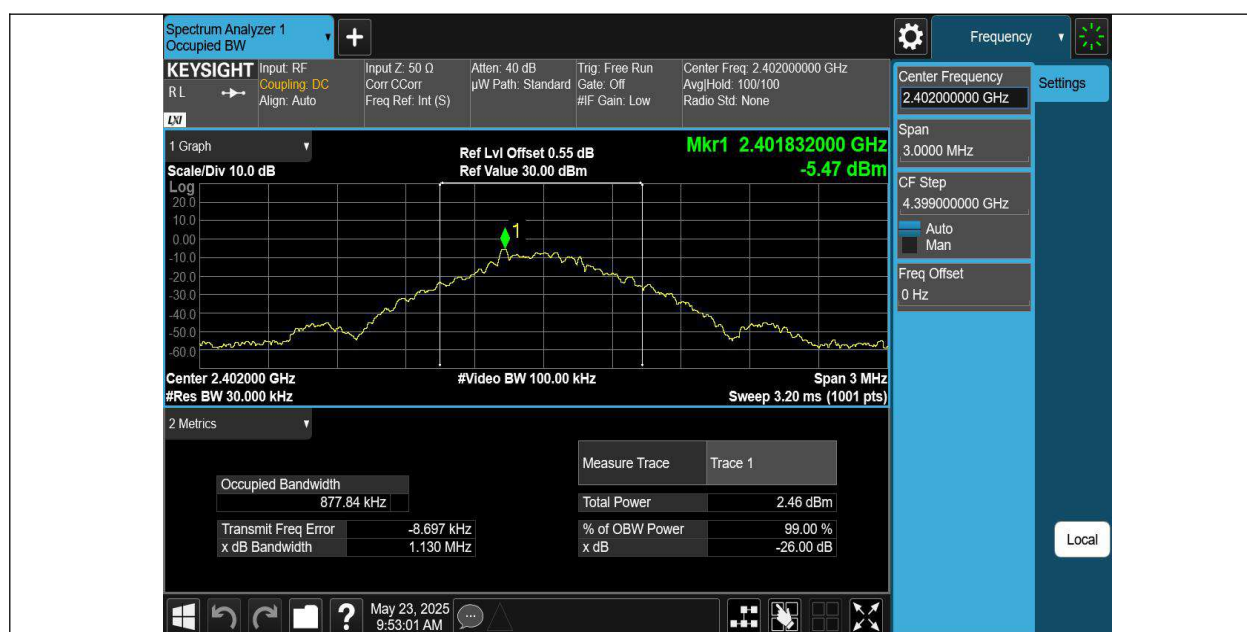 Spectrum Analyzer 1
Occupied BW
Frequency
KEYSIGHT
RL
LXI
Input: RF
Coupling: DC
Align: Auto
Input Z: 50 Ω
Corr CCorr
Freq Ref: Int (S)
Atten: 40 dB
µW Path: Standard
Trig: Free Run
Gate: Off
#IF Gain: Low
Center Freq: 2.402000000 GHz
Avg|Hold: 100/100
Radio Std: None
Center Frequency
2.402000000 GHz
Settings
Span
3.0000 MHz
CF Step
4.399000000 GHz
Auto
Man
Freq Offset
0 Hz
Local
1 Graph
Scale/Div 10.0 dB
Ref Lvl Offset 0.55 dB
Ref Value 30.00 dBm
Mkr1 2.401832000 GHz
-5.47 dBm
Log
20.0
10.0
0.00
-10.0
-20.0
-30.0
-40.0
-50.0
-60.0
1
Center 2.402000 GHz
#Video BW 100.00 kHz
Span 3 MHz
#Res BW 30.000 kHz
Sweep 3.20 ms (1001 pts)
2 Metrics
Measure Trace Trace 1
Occupied Bandwidth
877.84 kHz
Total Power 2.46 dBm
Transmit Freq Error -8.697 kHz
% of OBW Power 99.00 %
x dB Bandwidth 1.130 MHz
x dB -26.00 dB
?
May 23, 2025
9:53:01 AM